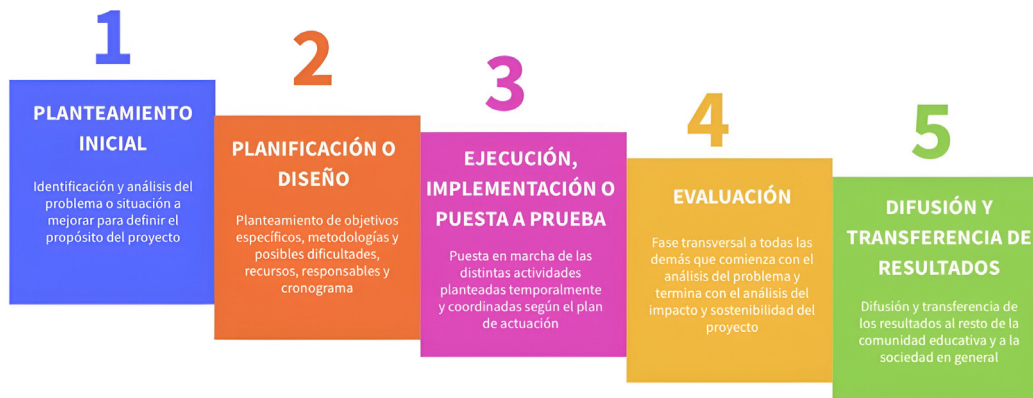 1
PLANTEAMIENTO
INICIAL
Identificación y análisis del
problema o situación a
mejorar para definir el
propósito del proyecto
2
PLANIFICACIÓN O
DISEÑO
Planteamiento de objetivos
específicos, metodologías y
posibles dificultades,
recursos, responsables y
cronograma
3
EJECUCIÓN,
IMPLEMENTACIÓN O
PUESTA A PRUEBA
Puesta en marcha de las
distintas actividades
planteadas temporalmente
y coordinadas según el plan
de actuación
4
EVALUACIÓN
Fase transversal a todas las
demás que comienza con el
análisis del problema y
termina con el análisis del
impacto y sostenibilidad del
proyecto
5
DIFUSIÓN Y
TRANSFERENCIA DE
RESULTADOS
Difusión y transferencia de
los resultados al resto de la
comunidad educativa y a la
sociedad en general